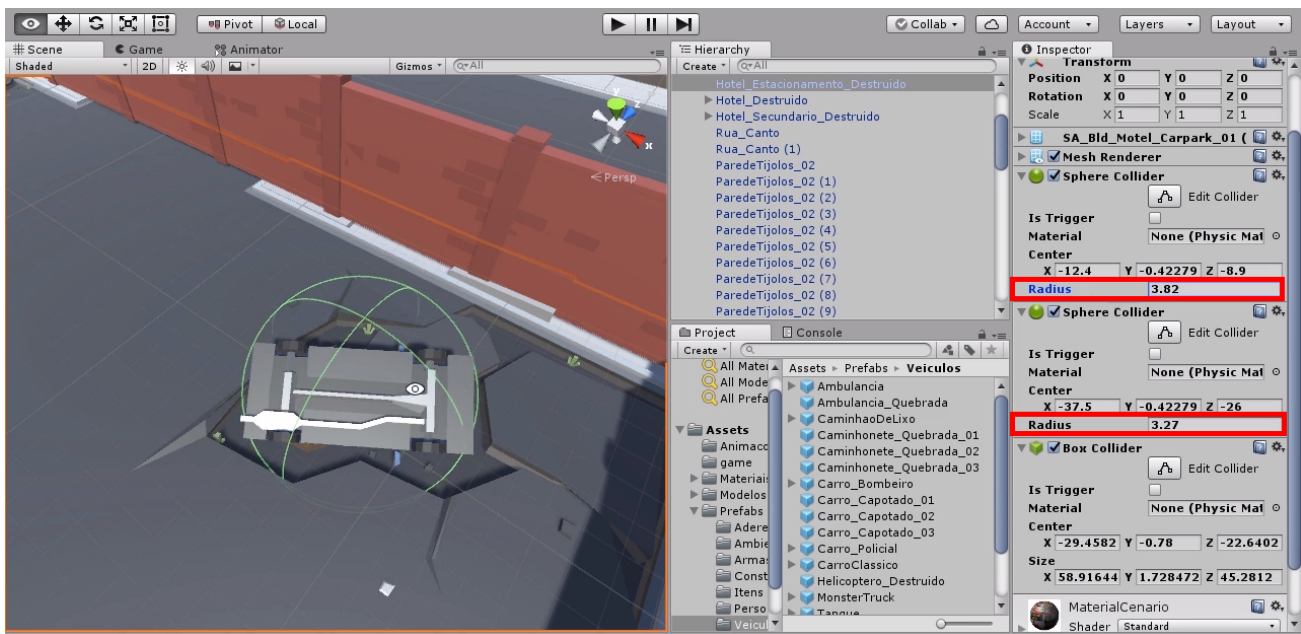 Pivot Local Collab Account Layers Layout
Scene Game Animator
Shaded 2D Gizmos All
y
z
x
Persp
Hierarchy
Create All
Hotel_Estacionamento_Destruido
Hotel_Destruido
Hotel_Secundario_Destruido
Rua_Canto
Rua_Canto (1)
ParedeTijolos_02
ParedeTijolos_02 (1)
ParedeTijolos_02 (2)
ParedeTijolos_02 (3)
ParedeTijolos_02 (4)
ParedeTijolos_02 (5)
ParedeTijolos_02 (6)
ParedeTijolos_02 (7)
ParedeTijolos_02 (8)
ParedeTijolos_02 (9)
Project Console
Create
All Mater
All Mode
All Prefa
Assets
Animacc
game
Materiais
Modelos
Prefabs
Adere
Ambie
Armas
Const
Itens
Perso
Veicul
Assets Prefabs Veiculos
Ambulancia
Ambulancia_Quebrada
CaminhaoDeLixo
Caminhonete_Quebrada_01
Caminhonete_Quebrada_02
Caminhonete_Quebrada_03
Carro_Bombeiro
Carro_Capotado_01
Carro_Capotado_02
Carro_Capotado_03
Carro_Policial
CarroClassico
Helicoptero_Destruido
MonsterTruck
Tanque
Inspector
Transform
Position X 0 Y 0 Z 0
Rotation X 0 Y 0 Z 0
Scale X 1 Y 1 Z 1
SA_Bld_Motel_Carpark_01 (
Mesh Renderer
Sphere Collider
Edit Collider
Is Trigger
Material None (Physic Mat
Center
X -12.4 Y -0.42279 Z -8.9
Radius 3.82
Sphere Collider
Edit Collider
Is Trigger
Material None (Physic Mat
Center
X -37.5 Y -0.42279 Z -26
Radius 3.27
Box Collider
Edit Collider
Is Trigger
Material None (Physic Mat
Center
X -29.4582 Y -0.78 Z -22.6402
Size
X 58.91644 Y 1.728472 Z 45.2812
MaterialCenario
Shader Standard